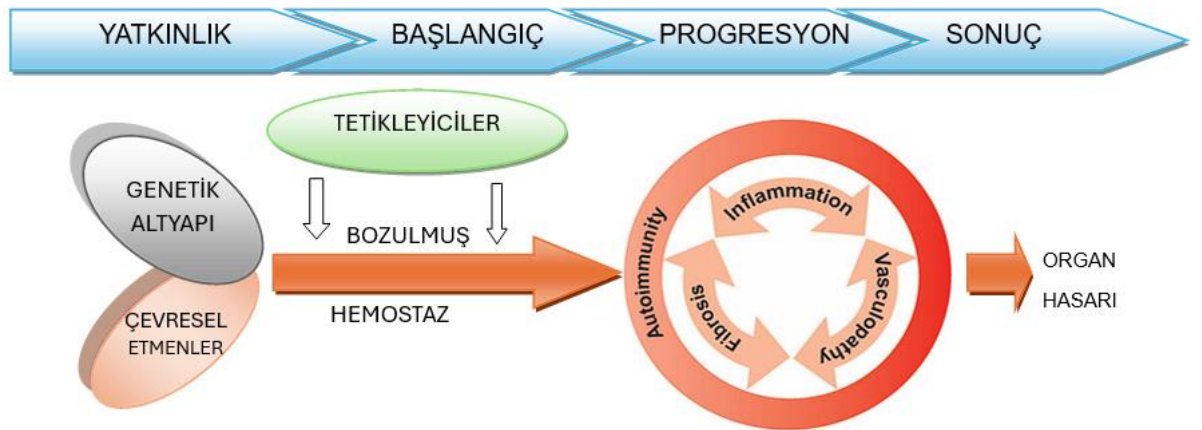 YATKINLIK
BAŞLANGIÇ
PROGRESYON
SONUÇ
TETİKLEYİCİLER
GENETİK
ALTYAPI
ÇEVRESEL
ETMENLER
BOZULMUŞ
HEMOSTAZ
Autoimmunity
Inflammation
Vasculopathy
Fibrosis
ORGAN
HASARI